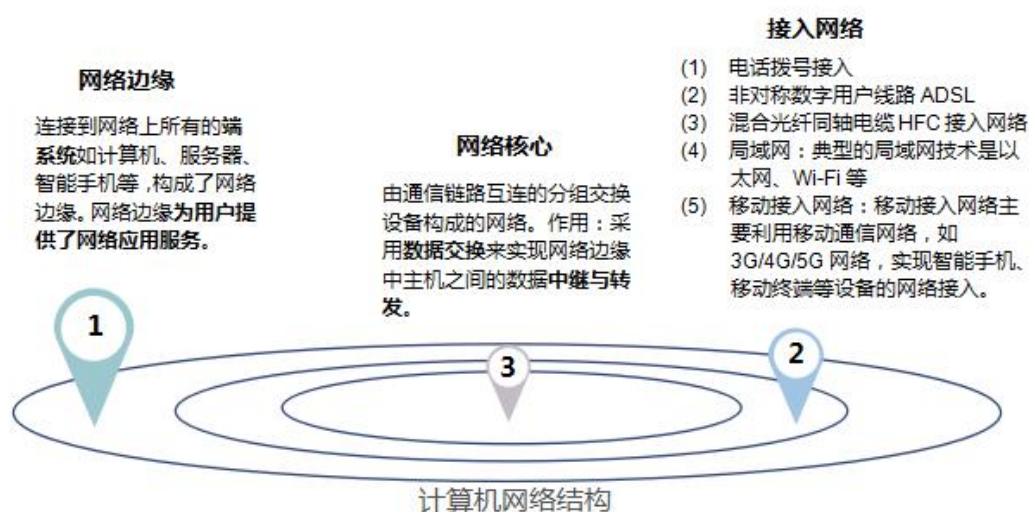 网络边缘
连接到网络上所有的端
系统如计算机、服务器、
智能手机等，构成了网络
边缘。网络边缘为用户提
供了网络应用服务。
网络核心
由通信链路互连的分组交换
设备构成的网络。作用：采
用数据交换来实现网络边缘
中主机之间的数据中继与转
发。
接入网络
(1) 电话拨号接入
(2) 非对称数字用户线路 ADSL
(3) 混合光纤同轴电缆 HFC 接入网络
(4) 局域网：典型的局域网技术是以
太网、Wi-Fi 等
(5) 移动接入网络：移动接入网络主
要利用移动通信网络，如
3G/4G/5G 网络，实现智能手机、
移动终端等设备的网络接入。
1
3
2
计算机网络结构